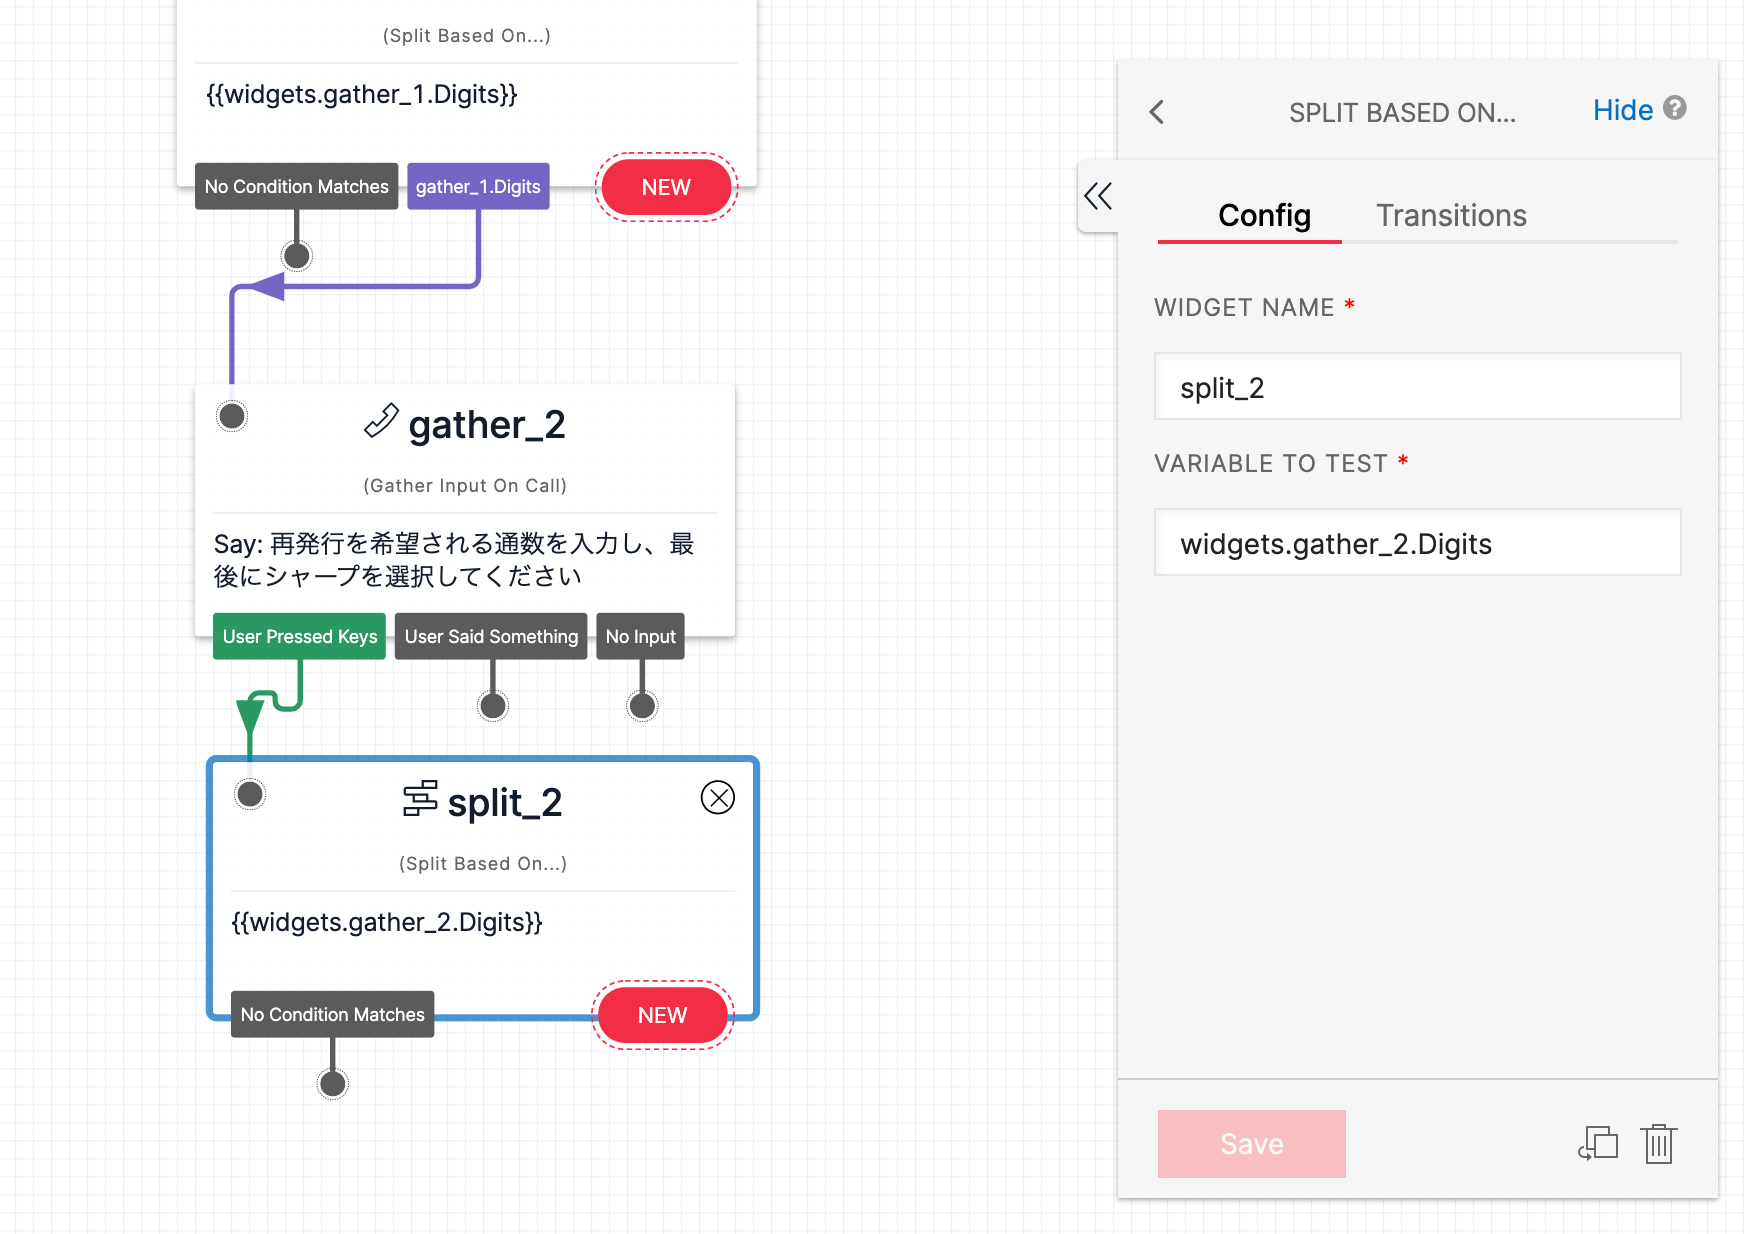 (Split Based On...)
{{widgets.gather_1.Digits}}
No Condition Matches
gather_1.Digits
NEW
gather_2
(Gather Input On Call)
Say: 再発行を希望される通数を入力し、最
後にシャープを選択してください
User Pressed Keys
User Said Something
No Input
split_2
(Split Based On...)
{{widgets.gather_2.Digits}}
No Condition Matches
NEW
SPLIT BASED ON...
Hide ?
Config
Transitions
WIDGET NAME *
split_2
VARIABLE TO TEST *
widgets.gather_2.Digits
Save